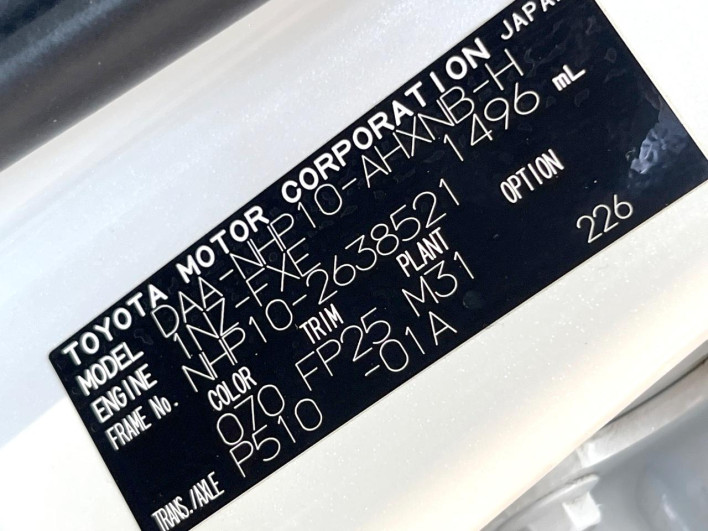 TOYOTA MOTOR CORPORATION JAPAN
MODEL DAA-NHP10-AHXNB-H
ENGINE 1NZ-FXE 1496 mL
FRAME No. NHP10-2638521
COLOR TRIM PLANT OPTION
070 FP25 M31 226
TRANS./AXLE P510 -01A